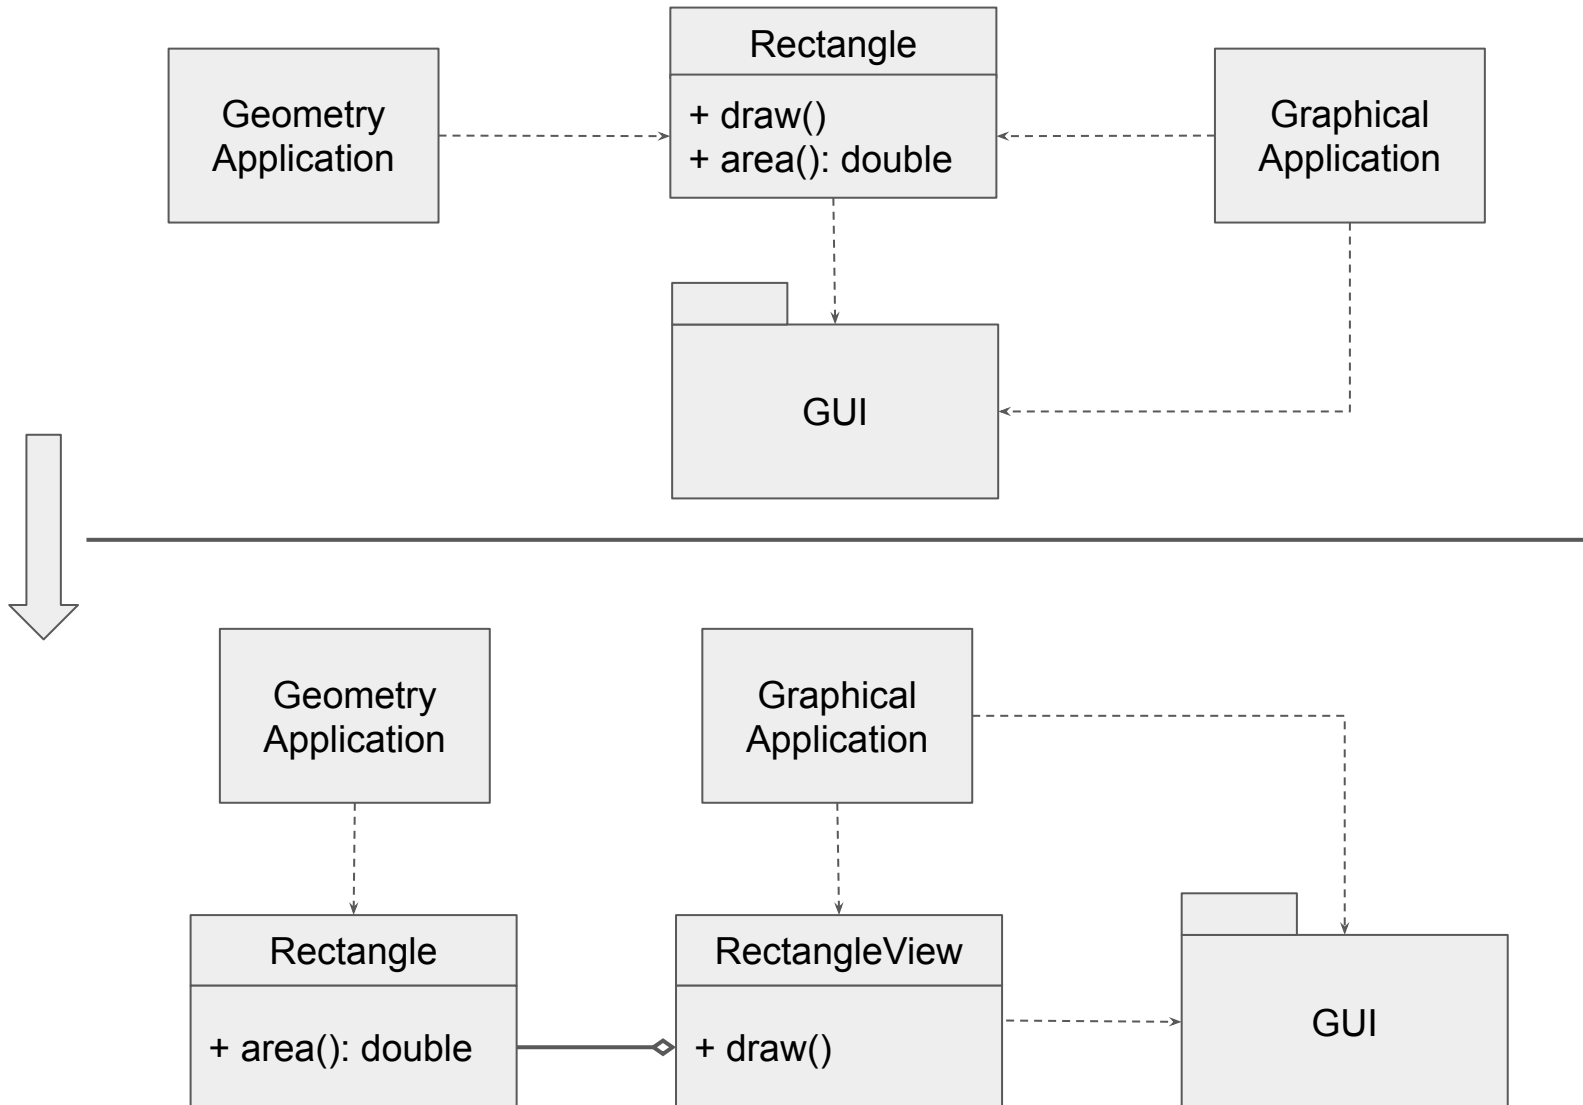 Rectangle
Geometry
Application
+ draw()
+ area(): double
Graphical
Application
GUI
Geometry
Application
Graphical
Application
Rectangle
+ area(): double
RectangleView
+ draw()
GUI